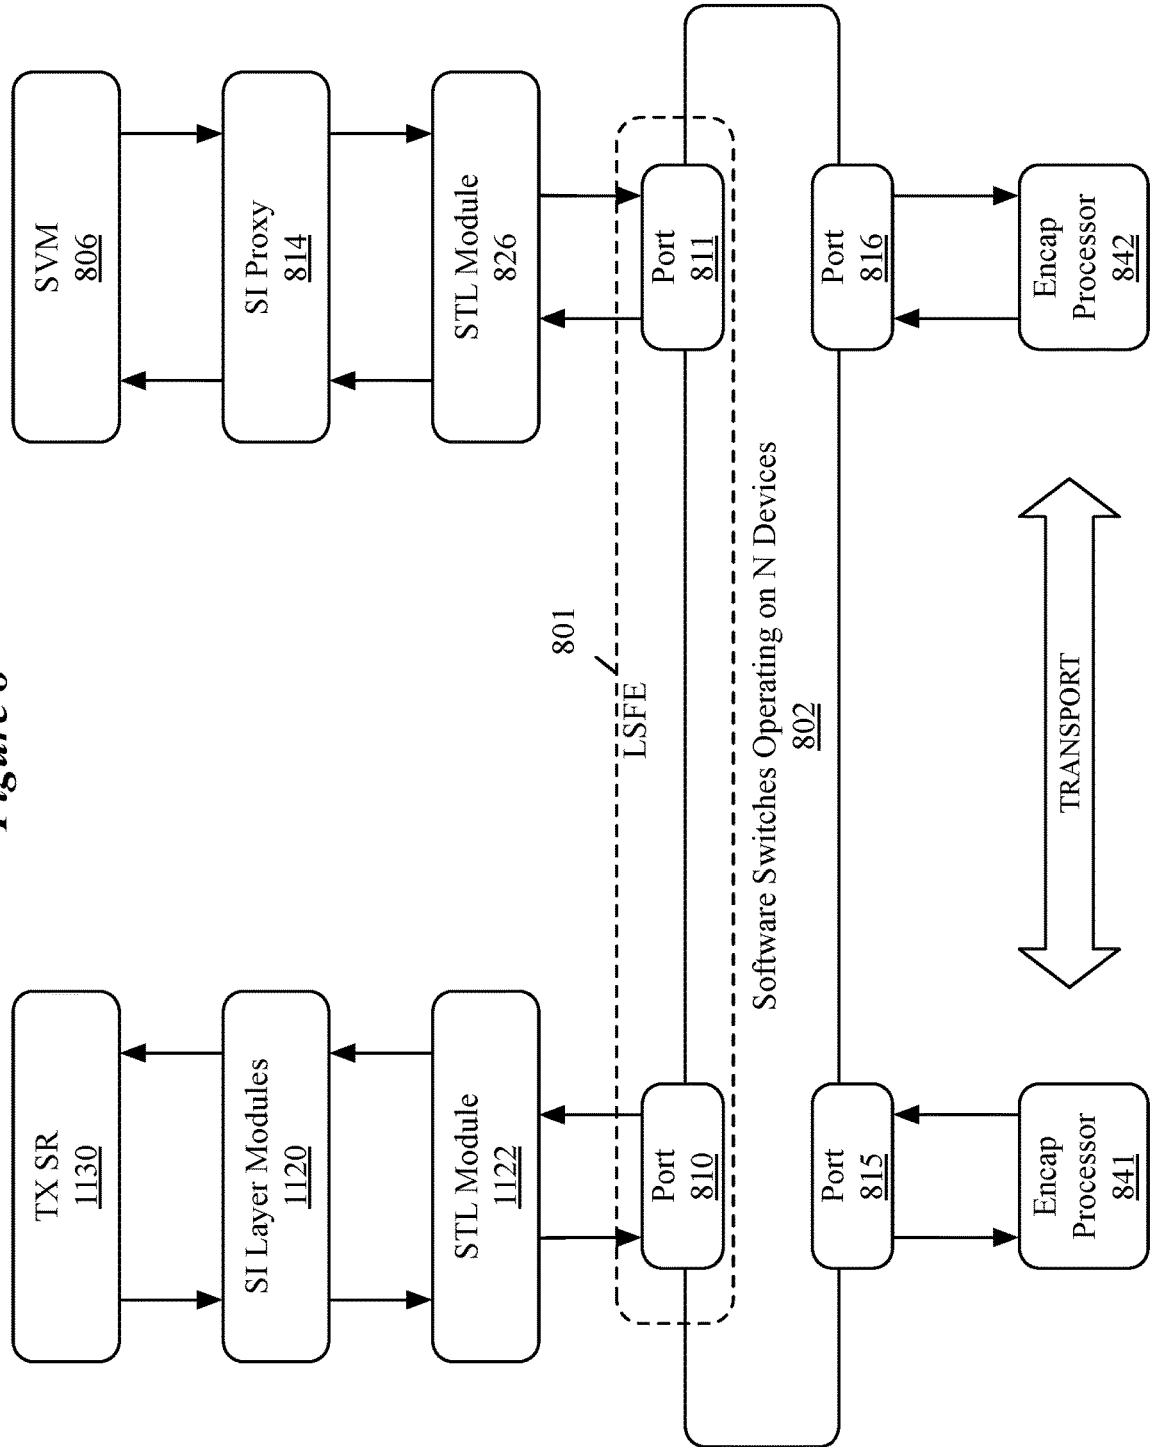 Figure
TX SR
1130
SVM
806
SI Layer Modules
1120
SI Proxy
814
STL Module
1122
STL Module
826
801
LSFE
Port
810
Port
811
Software Switches Operating on N Devices
802
Port
815
Port
816
Encap
Processor
841
TRANSPORT
Encap
Processor
842